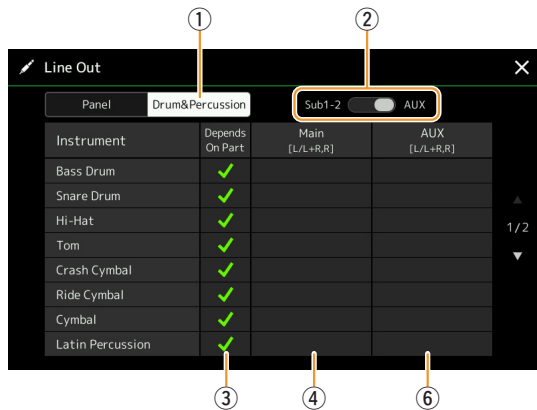 ① ②
Line Out
Panel Drum&Percussion Sub1-2 AUX
Instrument Depends On Part Main [L/L+R,R] AUX [L/L+R,R]
Bass Drum
Snare Drum
Hi-Hat
1/2
Tom
Crash Cymbal
Ride Cymbal
Cymbal
Latin Percussion
③ ④ ⑥